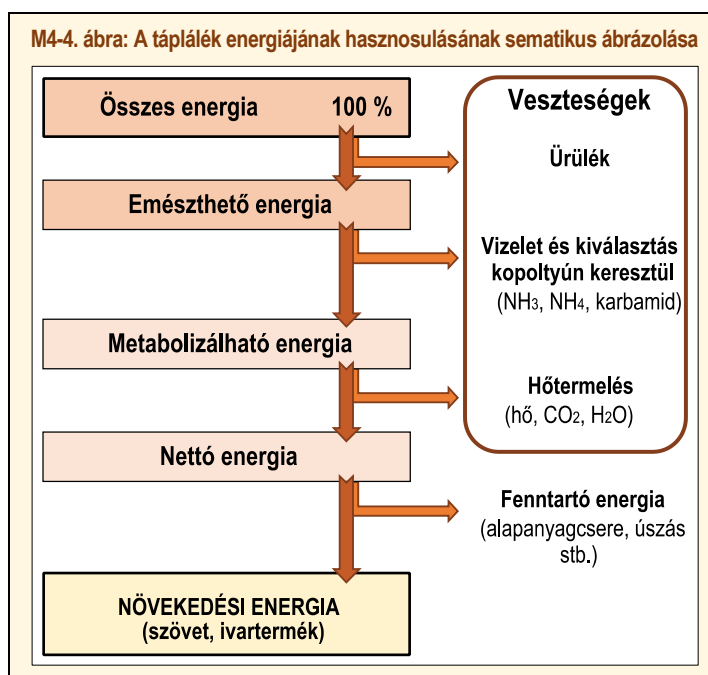 M4-4. ábra: A táplálék energiájának hasznosulásának sematikus ábrázolása
Összes energia 100 %
Veszteségek
Ürülék
Emészthető energia
Vizelet és kiválasztás
kopoltyún keresztül
(NH3, NH4, karbamid)
Metabolizálható energia
Hőtermelés
(hő, CO2, H2O)
Nettó energia
Fenntartó energia
(alapanyagcsere, úszás
stb.)
NÖVEKEDÉSI ENERGIA
(szövet, ivartermék)